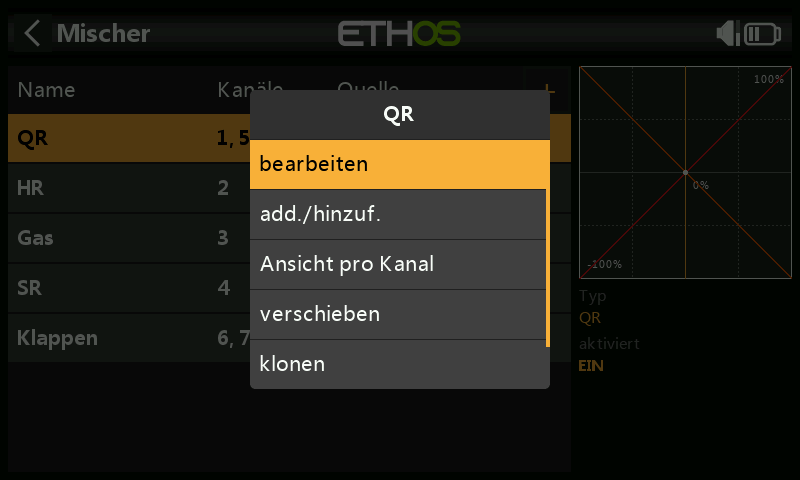 Mischer ETHOS
Name Kanäle Quelle +
QR 1, 5
HR 2
Gas 3
SR 4
Klappen 6, 7
QR
bearbeiten
add./hinzuf.
Ansicht pro Kanal
verschieben
klonen
100%
0%
-100%
Typ
QR
aktiviert
EIN